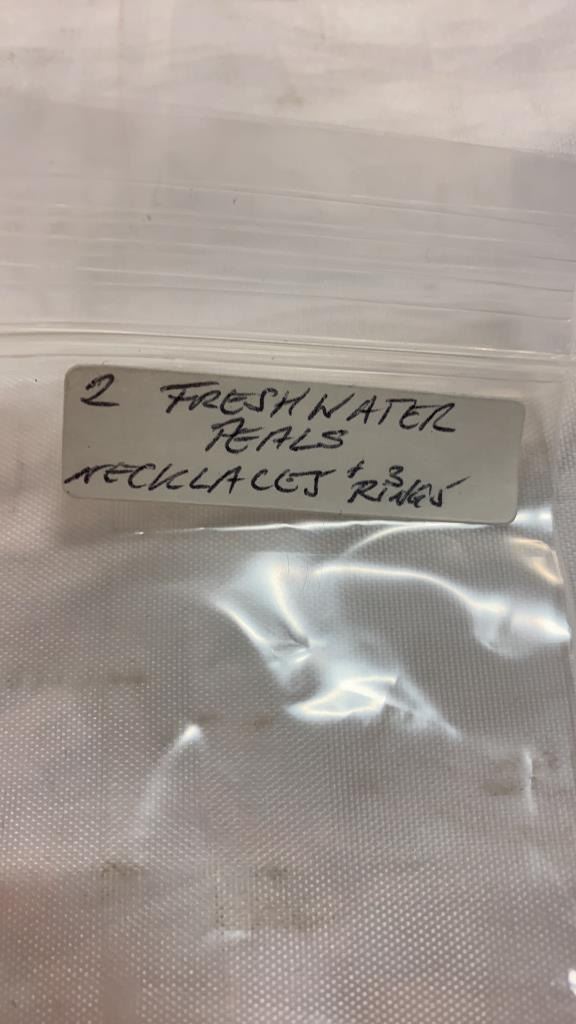 2 FRESHWATER
PEALS
NECKLACES + 3
RINGS